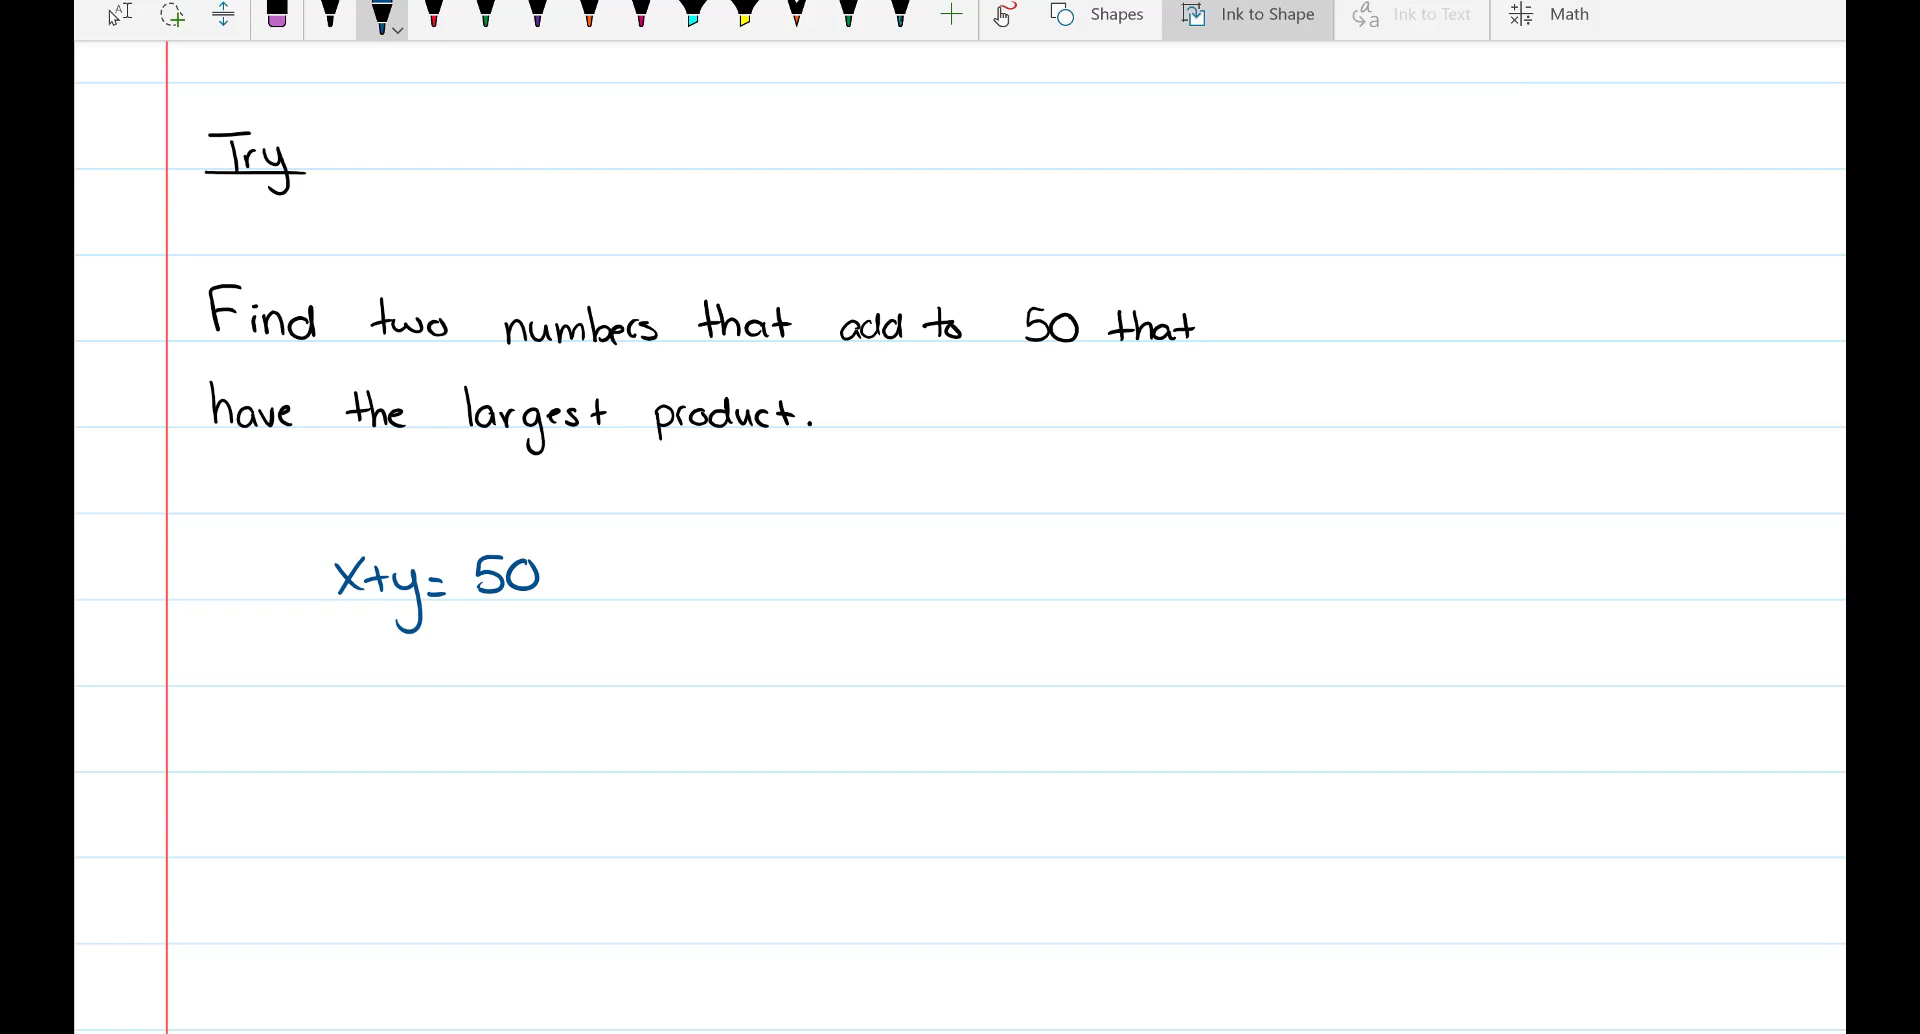 Shapes Ink to Shape Ink to Text Math
Try
Find two numbers that add to 50 that
have the largest product.
x+y= 50